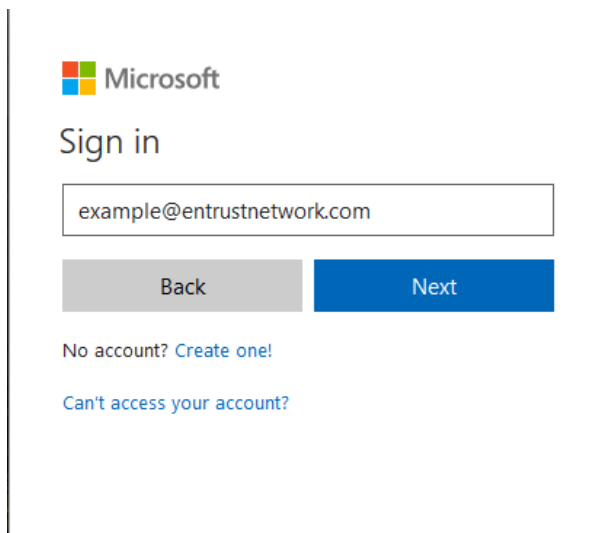 Microsoft
Sign in
example@entrustnetwork.com
Back Next
No account? Create one!
Can't access your account?